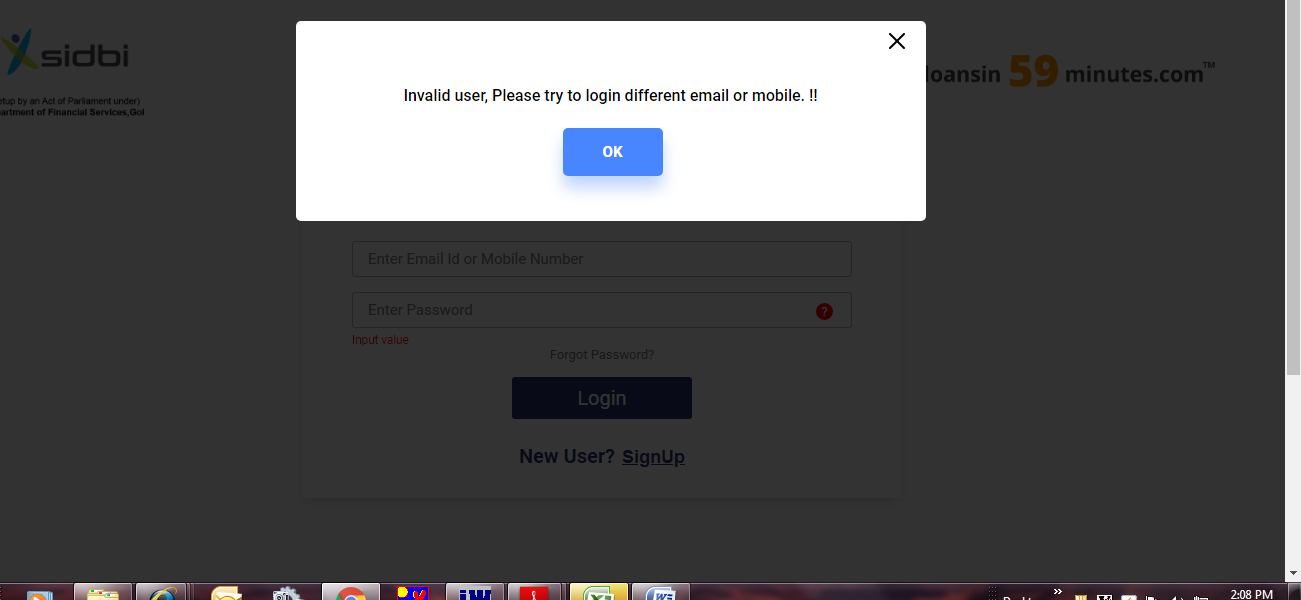 sidbi
etup by an Act of Parliament under)
artment of Financial Services,GoI
Invalid user, Please try to login different email or mobile. !!
OK
loansin 59 minutes.com™
Enter Email Id or Mobile Number
Enter Password
?
Input value
Forgot Password?
Login
New User? SignUp
2:08 PM